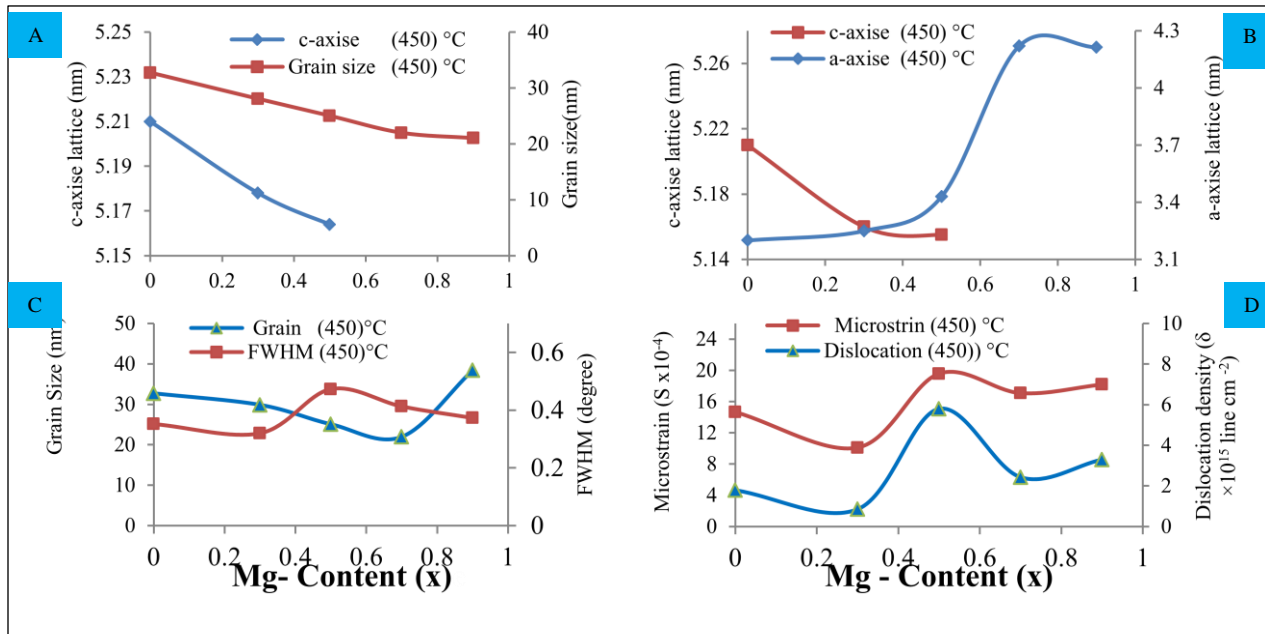 A
c-axise (450) °C
Grain size (450) °C
5.25
5.23
5.21
5.19
5.17
5.15
c-axise lattice (nm)
40
30
20
10
0
Grain size(nm)
0 0.2 0.4 0.6 0.8 1
B
c-axise (450) °C
a-axise (450) °C
5.26
5.22
5.18
5.14
c-axise lattice (nm)
4.3
4
3.7
3.4
3.1
a-axise lattice (nm)
0 0.2 0.4 0.6 0.8 1
C
Grain (450)°C
FWHM (450)°C
50
40
30
20
10
0
Grain Size (nm)
0.6
0.4
0.2
0
FWHM (degree)
0 0.2 0.4 0.6 0.8 1
Mg- Content (x)
D
Microstrin (450) °C
Dislocation (450)) °C
24
20
16
12
8
4
0
Microstrain (S x10-4)
10
8
6
4
2
0
Dislocation density (δ
×10¹⁵ line cm ⁻²)
0 0.2 0.4 0.6 0.8 1
Mg - Content (x)